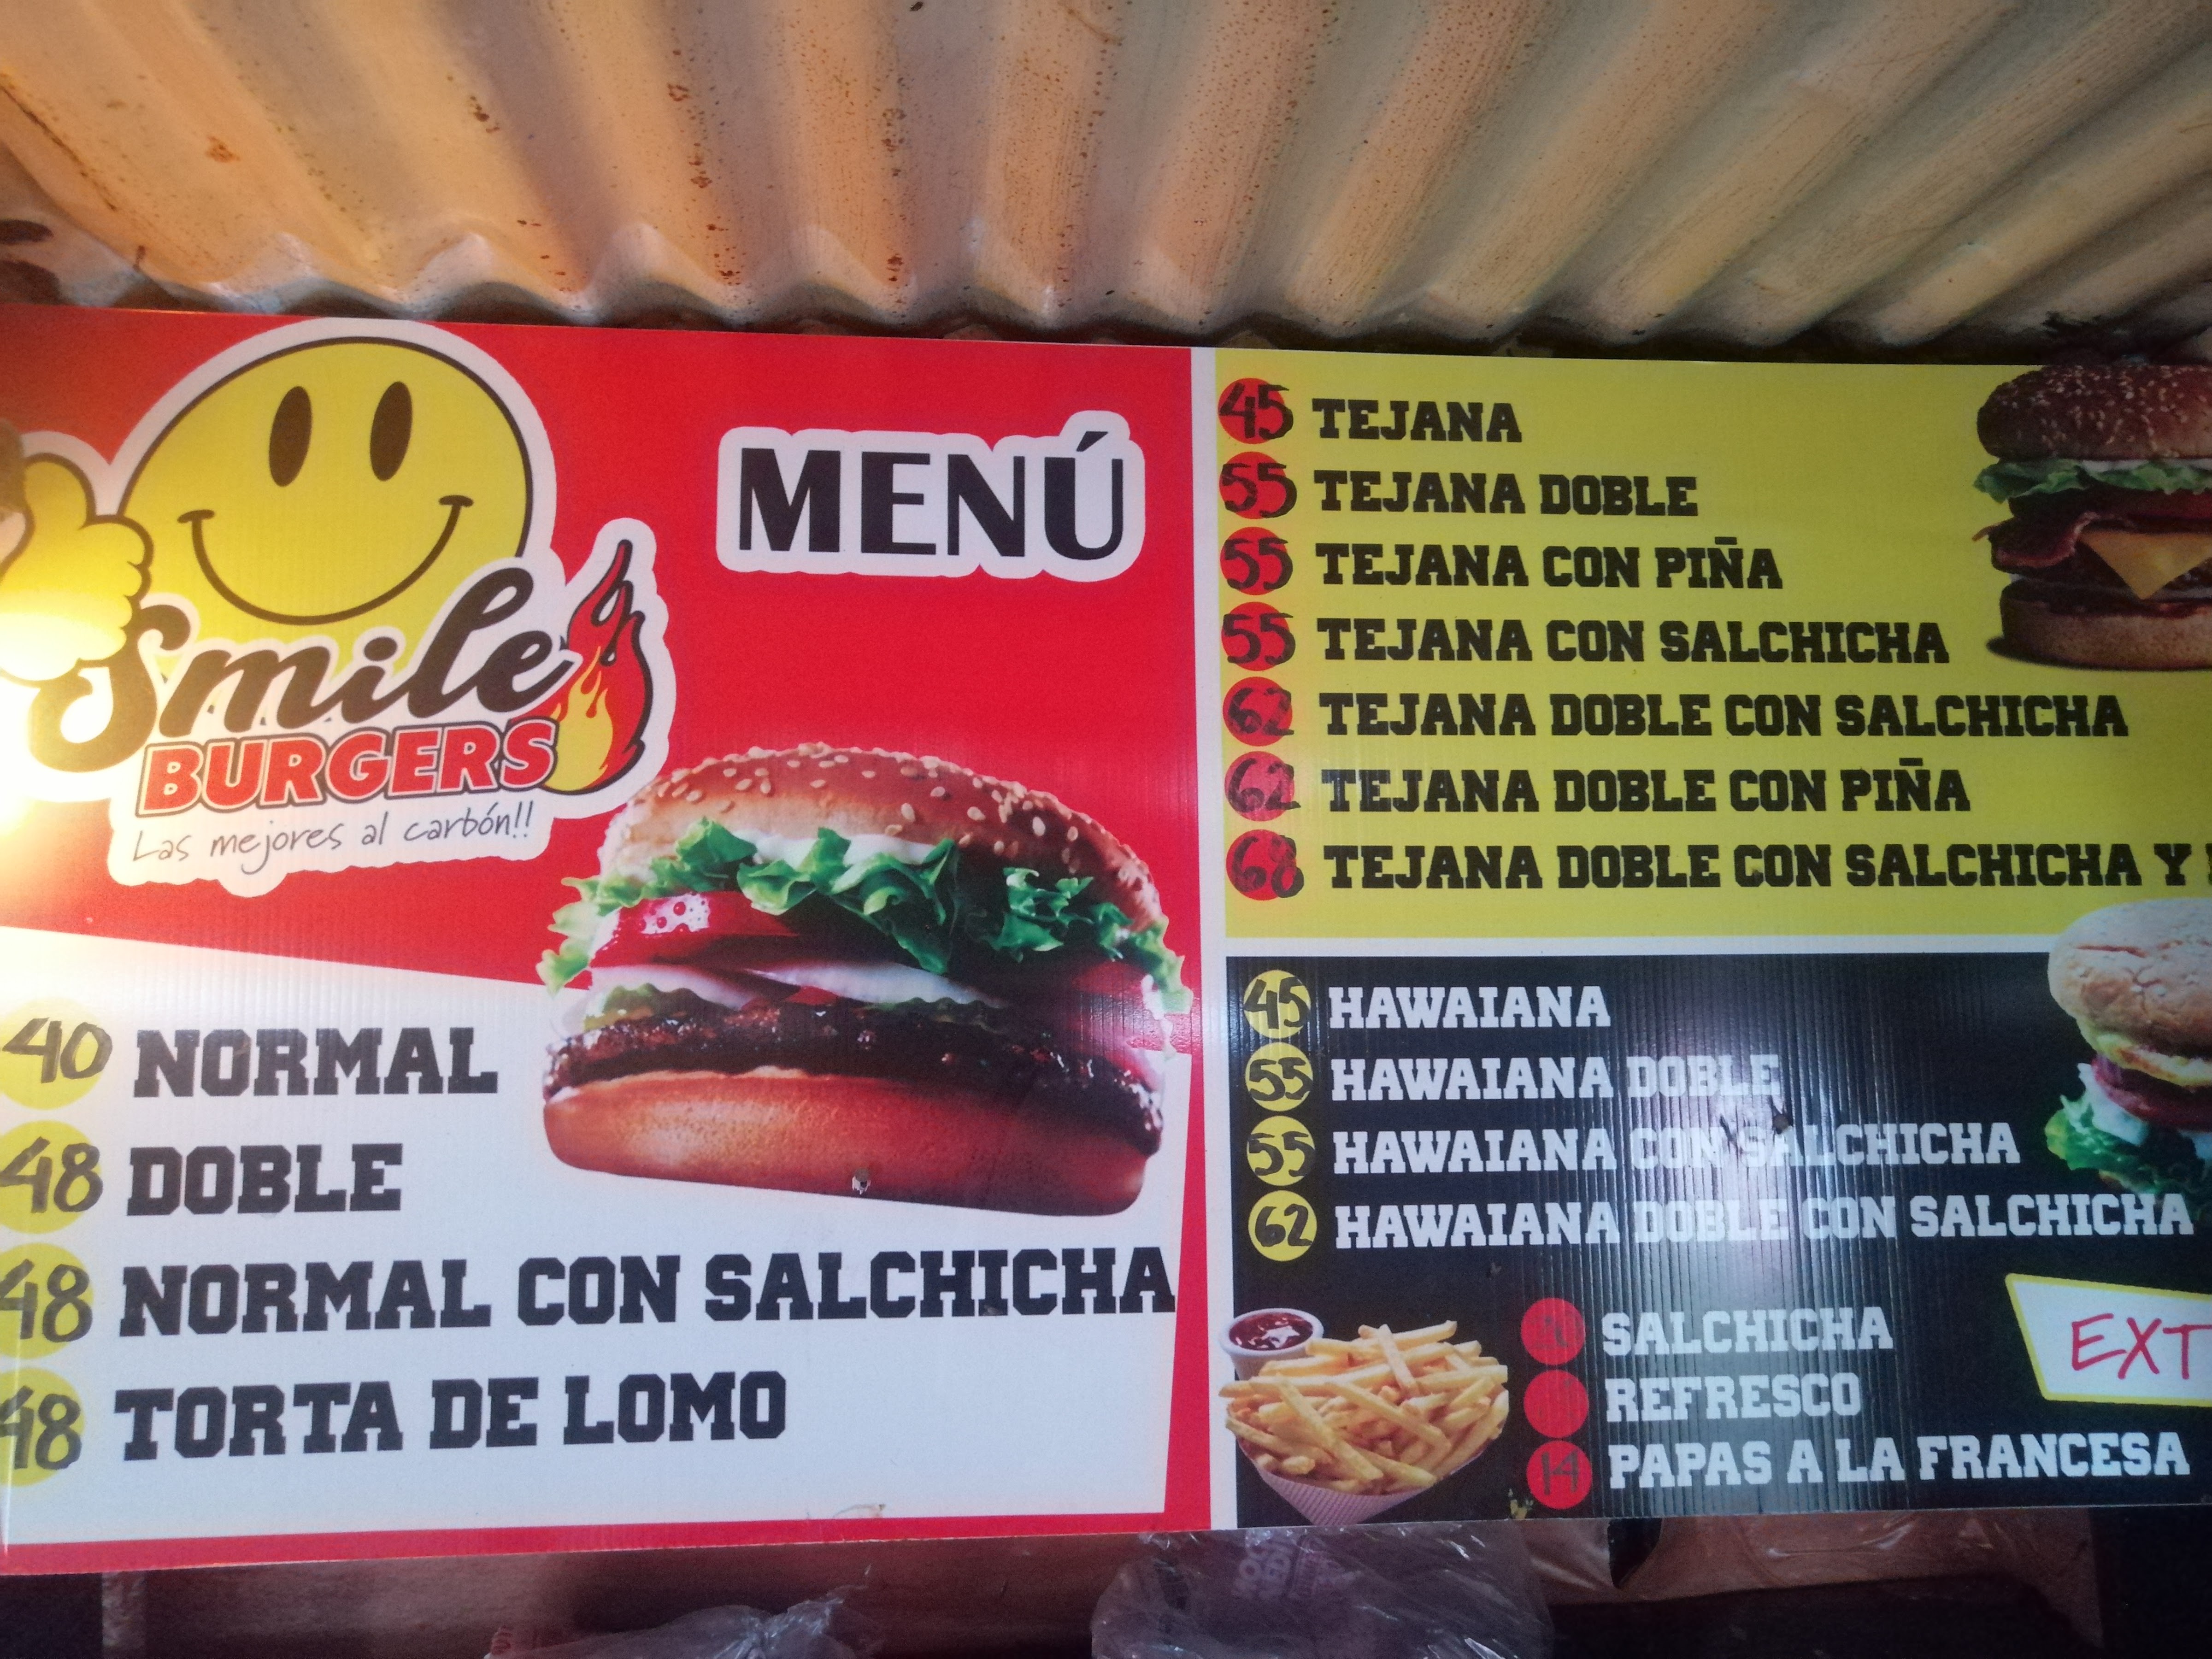 Smile
BURGERS
Las mejores al carbón!!
MENÚ
40 NORMAL
48 DOBLE
48 NORMAL CON SALCHICHA
48 TORTA DE LOMO
45 TEJANA
55 TEJANA DOBLE
55 TEJANA CON PIÑA
55 TEJANA CON SALCHICHA
62 TEJANA DOBLE CON SALCHICHA
62 TEJANA DOBLE CON PIÑA
68 TEJANA DOBLE CON SALCHICHA Y
45 HAWAIANA
55 HAWAIANA DOBLE
55 HAWAIANA CON SALCHICHA
62 HAWAIANA DOBLE CON SALCHICHA
SALCHICHA
REFRESCO
14 PAPAS A LA FRANCESA
EXT